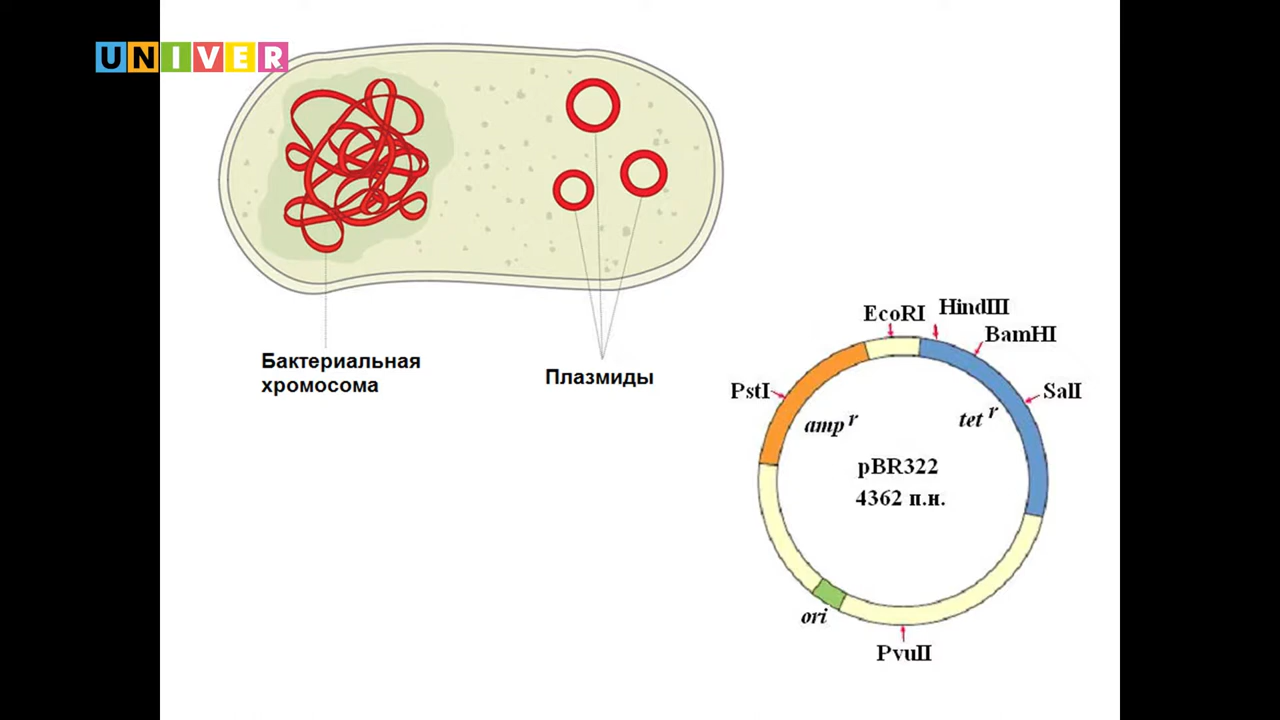 UNIVER
Бактериальная
хромосома
Плазмиды
EcoRI
HindIII
BamHI
PstI
SalI
amp r
tet r
pBR322
4362 п.н.
ori
PvuII